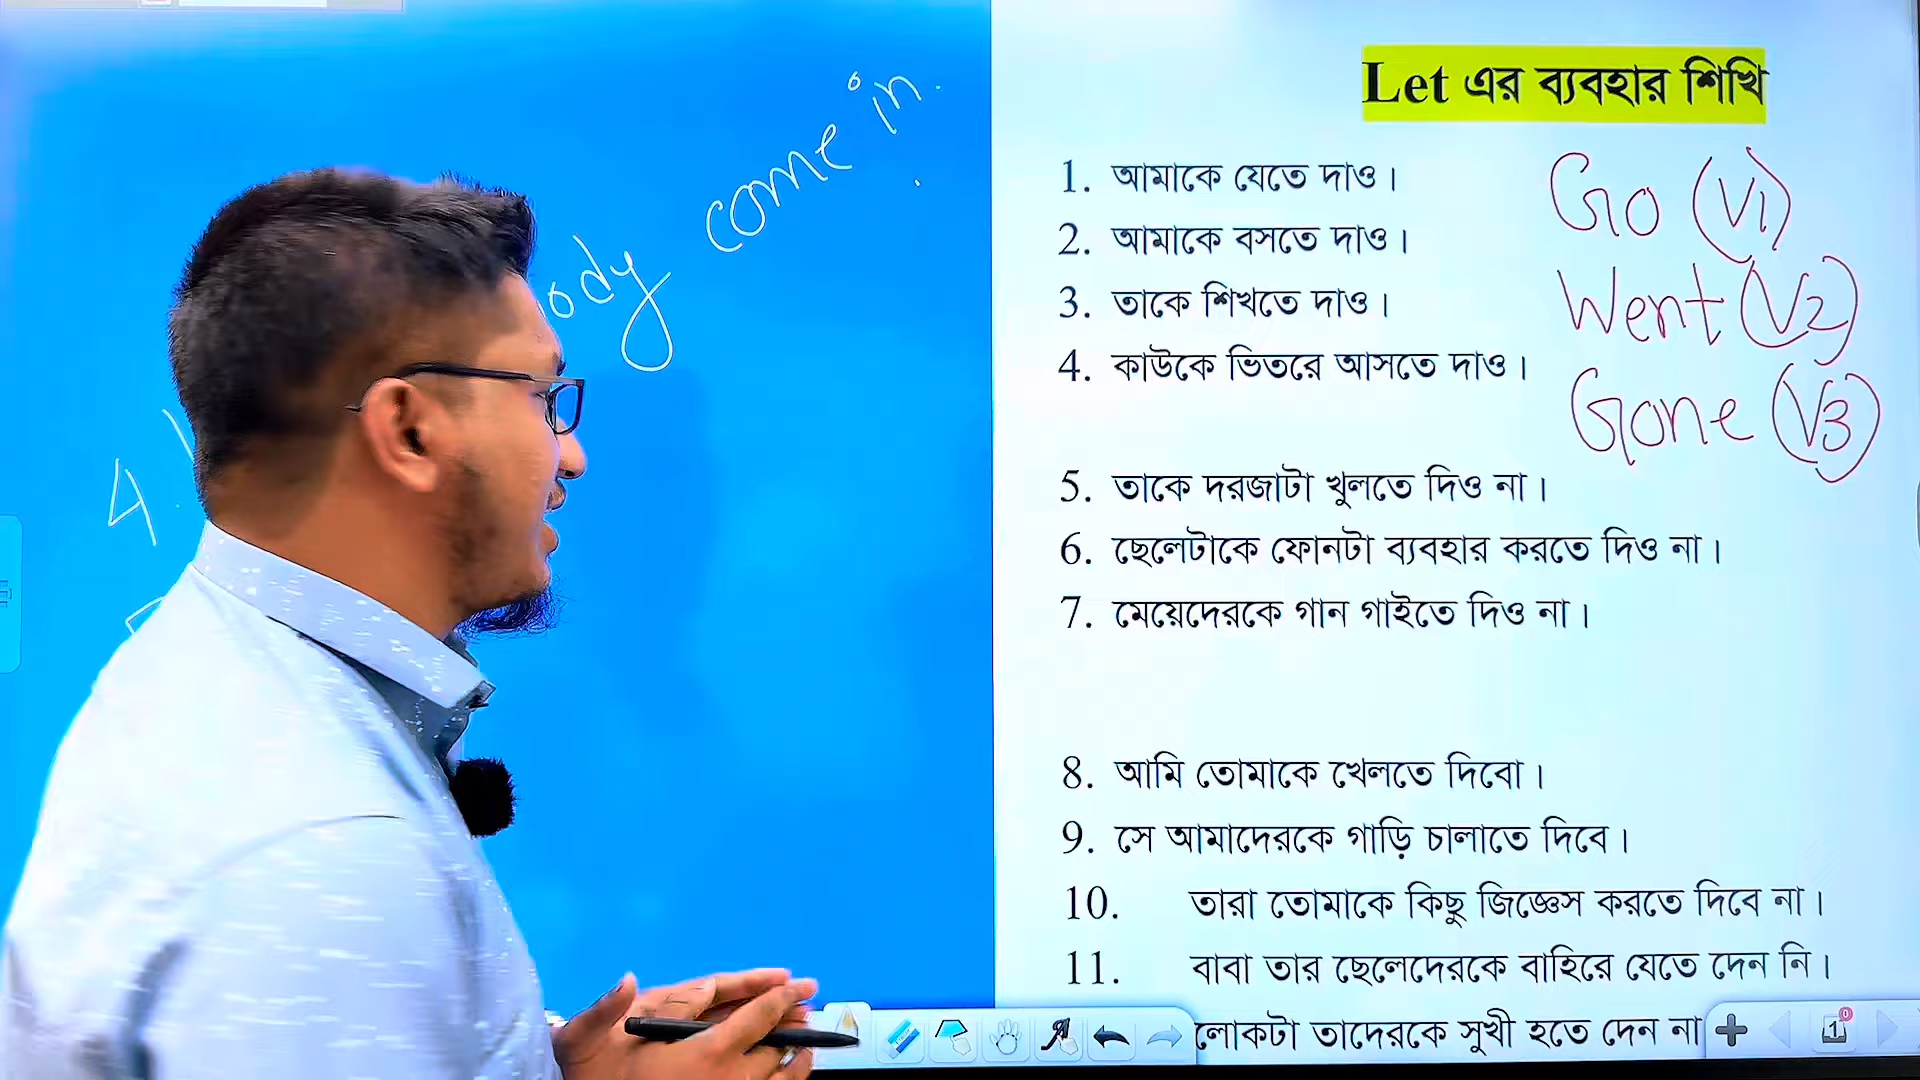 Let এর ব্যবহার শিখি
1. আমাকে যেতে দাও।
2. আমাকে বসতে দাও।
3. তাকে শিখতে দাও।
4. কাউকে ভিতরে আসতে দাও।
5. তাকে দরজাটা খুলতে দিও না।
6. ছেলেটাকে ফোনটা ব্যবহার করতে দিও না।
7. মেয়েদেরকে গান গাইতে দিও না।
8. আমি তোমাকে খেলতে দিবো।
9. সে আমাদেরকে গাড়ি চালাতে দিবে।
10. তারা তোমাকে কিছু জিজ্ঞেস করতে দিবে না।
11. বাবা তার ছেলেদেরকে বাহিরে যেতে দেন নি।
লোকটা তাদেরকে সুখী হতে দেন না
Go (V1)
Went (V2)
Gone (V3)
ody come in.
4.
1